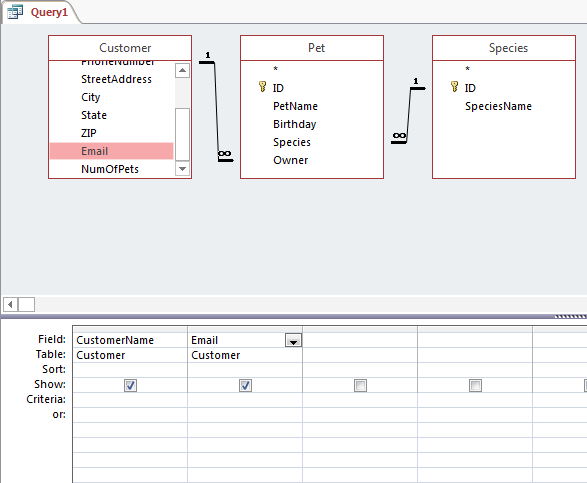 Query1
Customer
PhoneNumber
StreetAddress
City
State
ZIP
Email
NumOfPets
1
∞
Pet
*
ID
PetName
Birthday
Species
Owner
1
∞
Species
*
ID
SpeciesName
Field: CustomerName Email
Table: Customer Customer
Sort:
Show:
Criteria:
or: